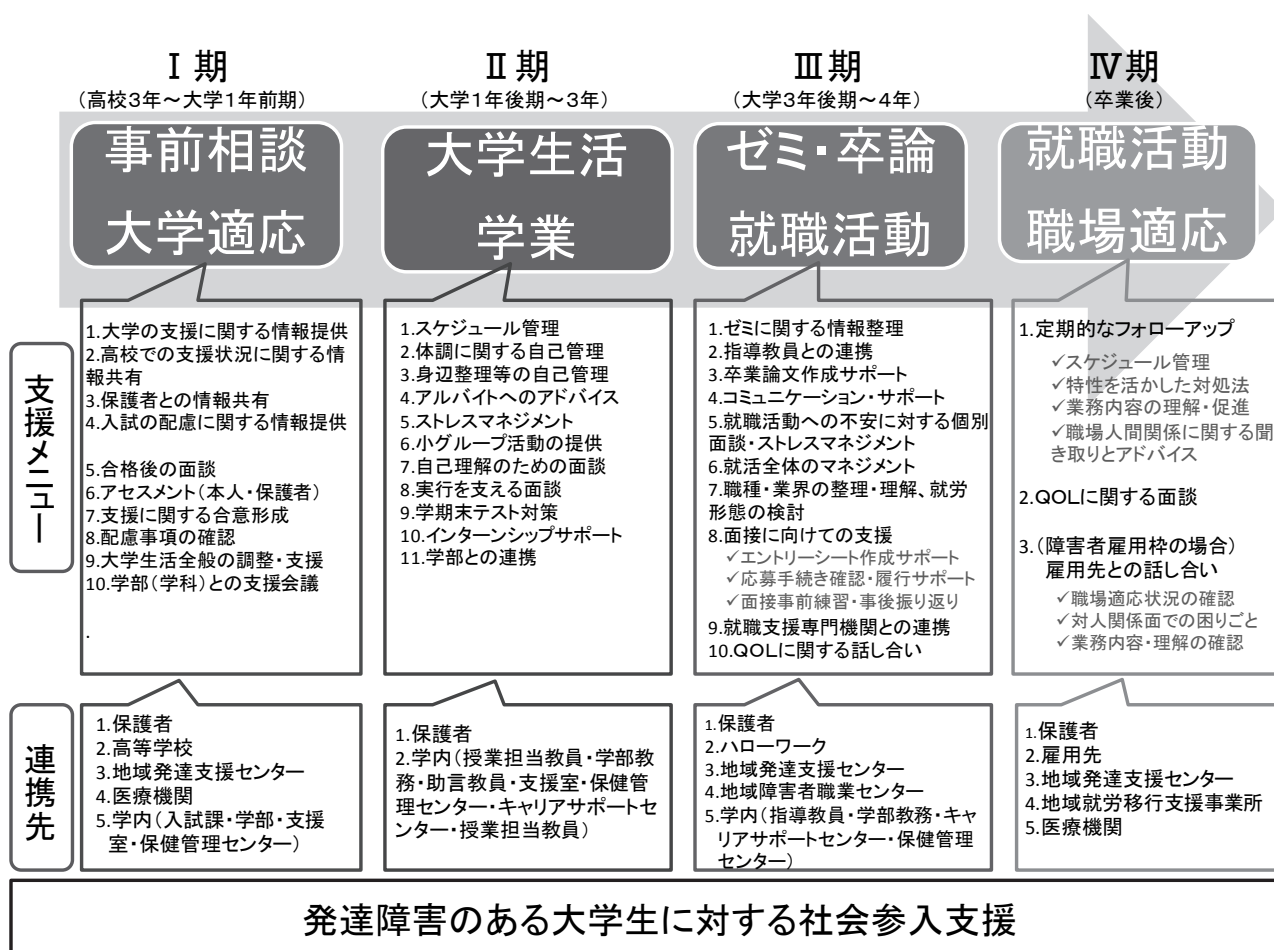 Ⅰ期
(高校3年～大学1年前期)
事前相談
大学適応
Ⅱ期
(大学1年後期～3年)
大学生活
学業
Ⅲ期
(大学3年後期～4年)
ゼミ・卒論
就職活動
Ⅳ期
(卒業後)
就職活動
職場適応
支援メニュー
1.大学の支援に関する情報提供
2.高校での支援状況に関する情
報共有
3.保護者との情報共有
4.入試の配慮に関する情報提供
5.合格後の面談
6.アセスメント(本人・保護者)
7.支援に関する合意形成
8.配慮事項の確認
9.大学生活全般の調整・支援
10.学部(学科)との支援会議
.
1.スケジュール管理
2.体調に関する自己管理
3.身辺整理等の自己管理
4.アルバイトへのアドバイス
5.ストレスマネジメント
6.小グループ活動の提供
7.自己理解のための面談
8.実行を支える面談
9.学期末テスト対策
10.インターンシップサポート
11.学部との連携
1.ゼミに関する情報整理
2.指導教員との連携
3.卒業論文作成サポート
4.コミュニケーション・サポート
5.就職活動への不安に対する個別
面談・ストレスマネジメント
6.就活全体のマネジメント
7.職種・業界の整理・理解、就労
形態の検討
8.面接に向けての支援
✓エントリーシート作成サポート
✓応募手続き確認・履行サポート
✓面接事前練習・事後振り返り
9.就職支援専門機関との連携
10.QOLに関する話し合い
1.定期的なフォローアップ
✓スケジュール管理
✓特性を活かした対処法
✓業務内容の理解・促進
✓職場人間関係に関する聞
き取りとアドバイス
2.QOLに関する面談
3.(障害者雇用枠の場合)
雇用先との話し合い
✓職場適応状況の確認
✓対人関係面での困りごと
✓業務内容・理解の確認
連携先
1.保護者
2.高等学校
3.地域発達支援センター
4.医療機関
5.学内(入試課・学部・支援
室・保健管理センター)
1.保護者
2.学内(授業担当教員・学部教
務・助言教員・支援室・保健管
理センター・キャリアサポートセ
ンター・授業担当教員)
1.保護者
2.ハローワーク
3.地域発達支援センター
4.地域障害者職業センター
5.学内(指導教員・学部教務・キャ
リアサポートセンター・保健管理
センター)
1.保護者
2.雇用先
3.地域発達支援センター
4.地域就労移行支援事業所
5.医療機関
発達障害のある大学生に対する社会参入支援